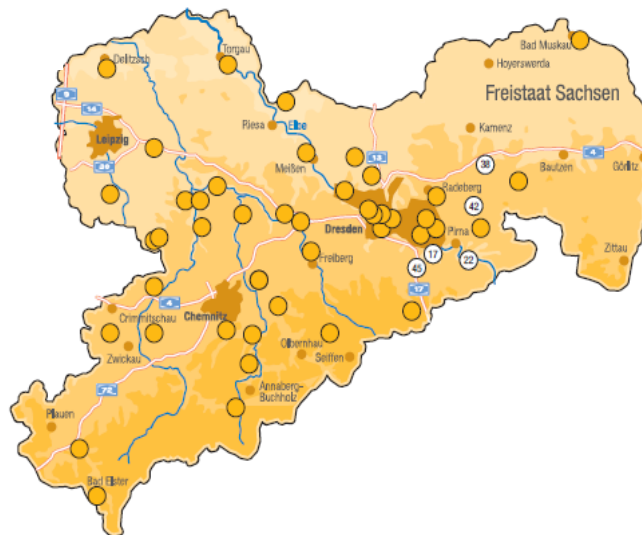 Bad Muskau
Torgau
Delitzsch
Hoyerswerda
9
14
Freistaat Sachsen
Riesa
Elbe
Kamenz
Leipzig
13
38
4
38
Meißen
Bautzen
Görlitz
Radeberg
42
Dresden
Pirna
17
22
Freiberg
45
Zittau
17
4
Crimmitschau
Chemnitz
Zwickau
Olbernhau
Seiffen
72
Annaberg-
Buchholz
Plauen
Bad Elster